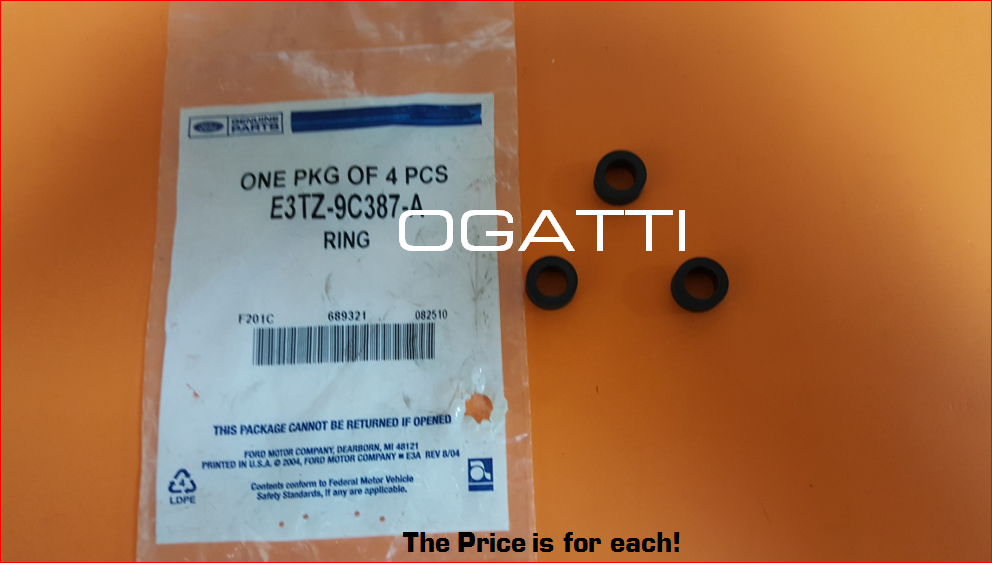 Ford GENUINE PARTS
ONE PKG OF 4 PCS
E3TZ-9C387-A
RING
OGATTI
F201C 689321 082510
THIS PACKAGE CANNOT BE RETURNED IF OPENED
FORD MOTOR COMPANY, DEARBORN, MI 48121
PRINTED IN U.S.A. © 2004, FORD MOTOR COMPANY ■ E3A REV 8/04
Contents conform to Federal Motor Vehicle
Safety Standards, if any are applicable.
4
LDPE
The Price is for each!